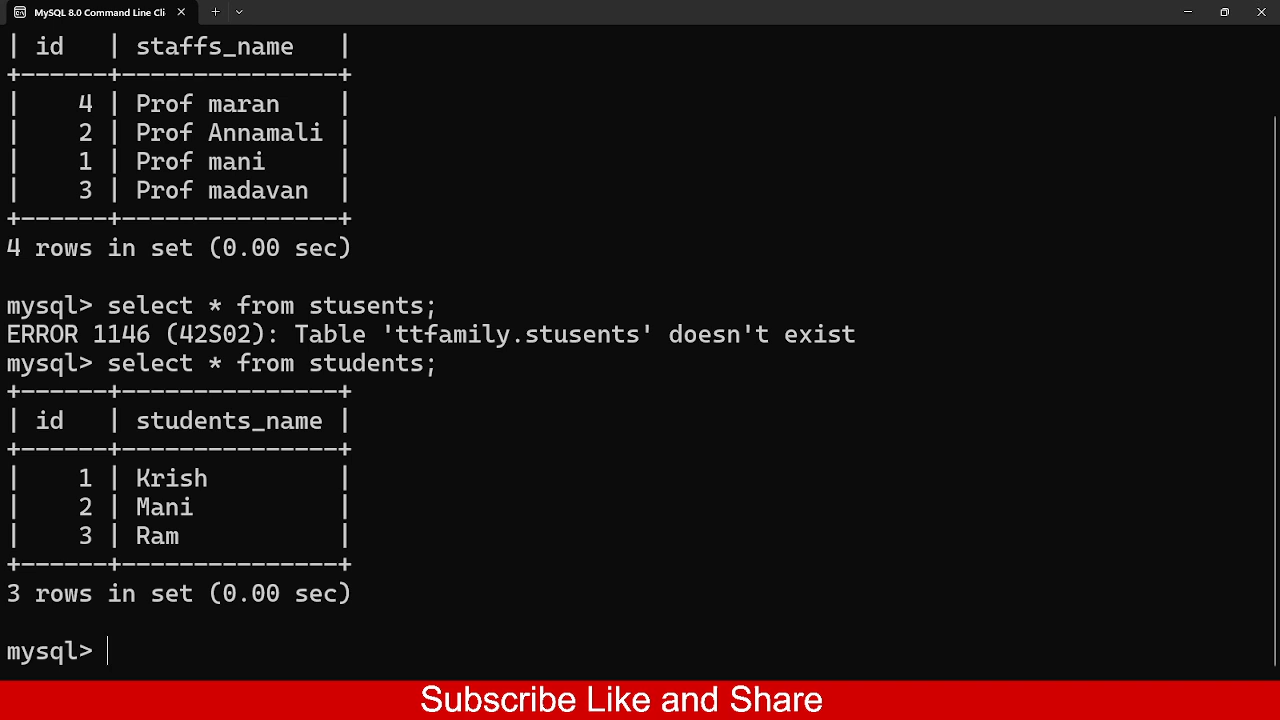 MySQL 8.0 Command Line Cli
| id   | staffs_name   |
+------+---------------+
|    4 | Prof maran    |
|    2 | Prof Annamali |
|    1 | Prof mani     |
|    3 | Prof madavan  |
+------+---------------+
4 rows in set (0.00 sec)
mysql> select * from stusents;
ERROR 1146 (42S02): Table 'ttfamily.stusents' doesn't exist
mysql> select * from students;
+------+---------------+
| id   | students_name |
+------+---------------+
|    1 | Krish         |
|    2 | Mani          |
|    3 | Ram           |
+------+---------------+
3 rows in set (0.00 sec)
mysql>
Subscribe Like and Share